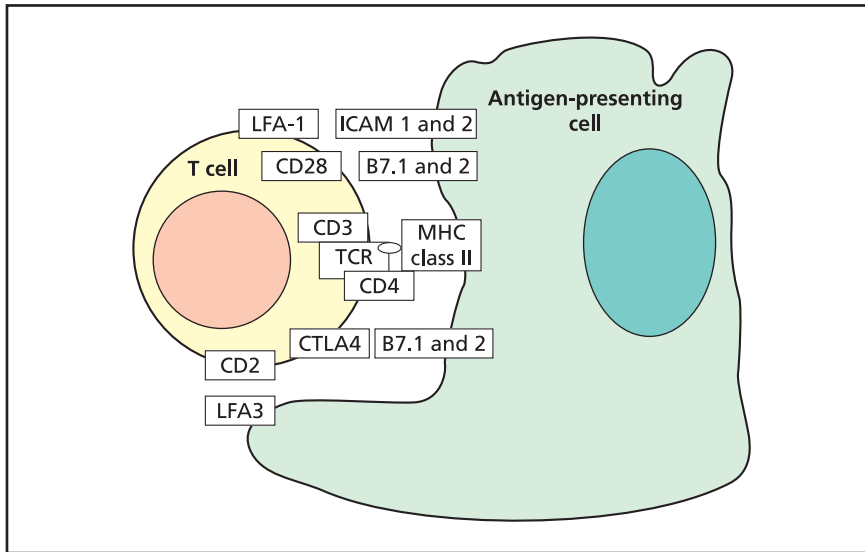 Antigen-presenting
cell
LFA-1
ICAM 1 and 2
T cell
CD28
B7.1 and 2
CD3
TCR
MHC
class II
CD4
CTLA4
B7.1 and 2
CD2
LFA3